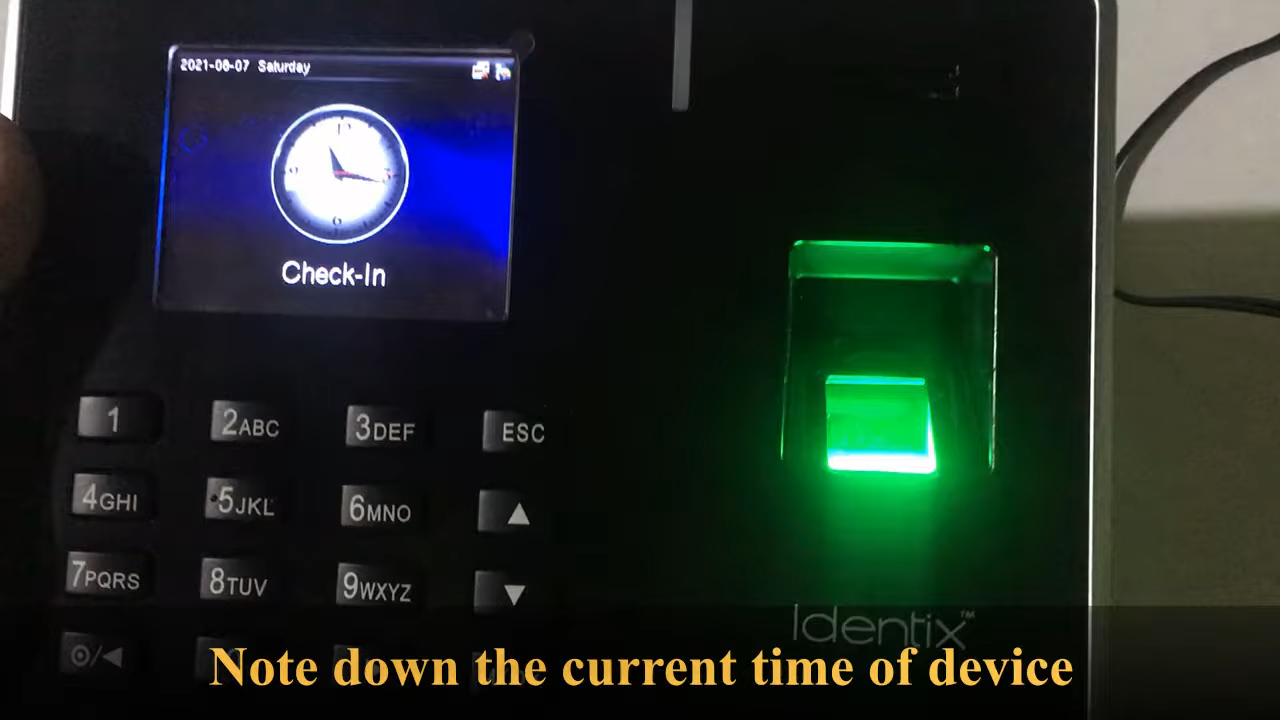 2021-08-07 Saturday
Check-In
1
2ABC
3DEF
ESC
4GHI
5JKL
6MNO
▲
7PQRS
8TUV
9WXYZ
▼
◀
Identix™
Note down the current time of device